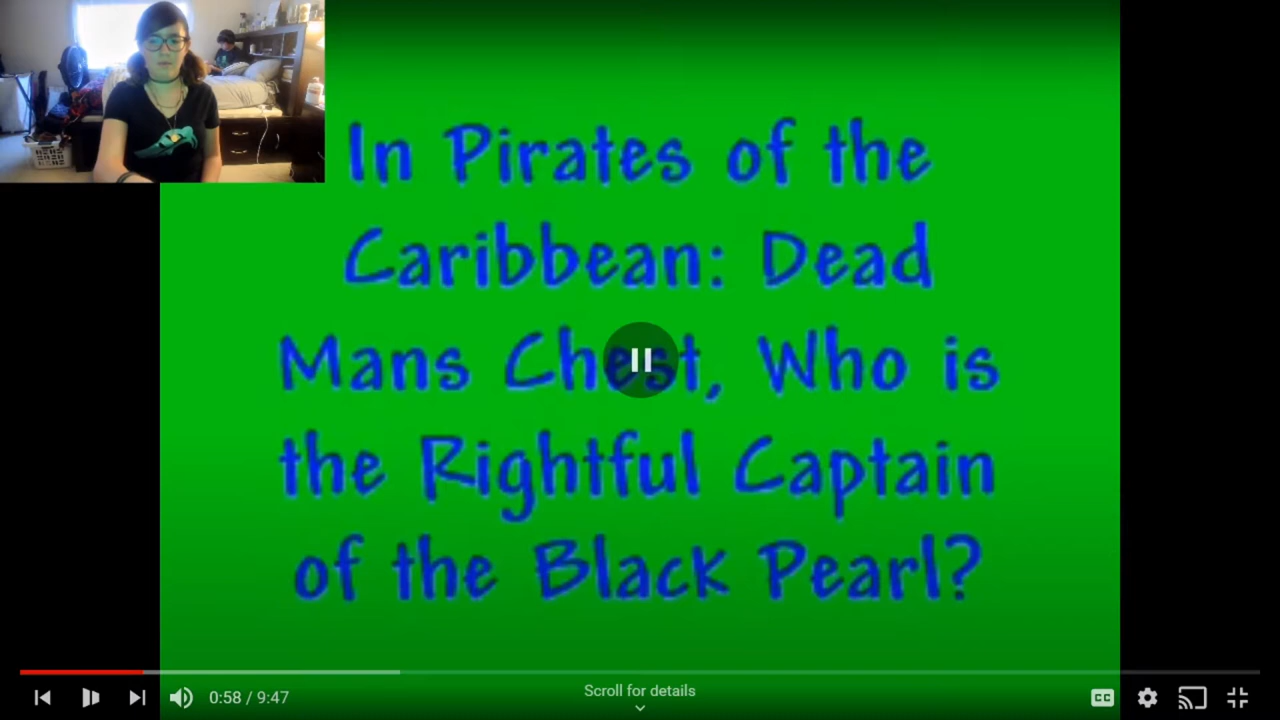 In Pirates of the
Caribbean: Dead
Mans Chest, Who is
the Rightful Captain
of the Black Pearl?
Scroll for details
0:58 / 9:47
CC